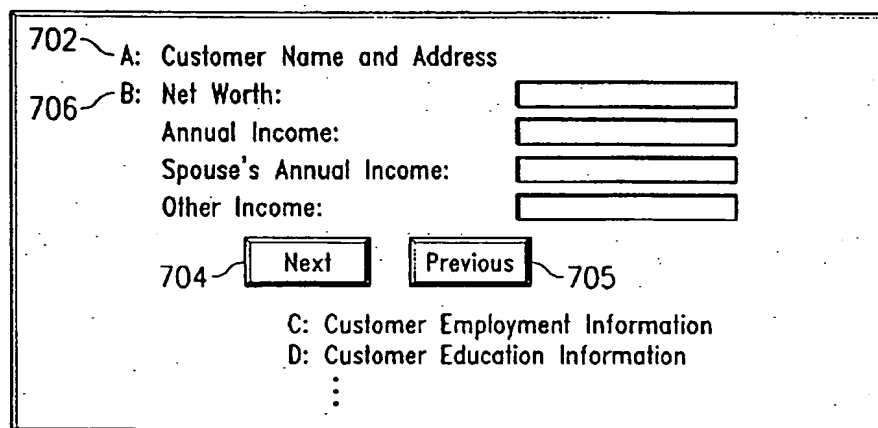 702 A: Customer Name and Address
706 B: Net Worth:
Annual Income:
Spouse's Annual Income:
Other Income:
704 Next Previous 705
C: Customer Employment Information
D: Customer Education Information